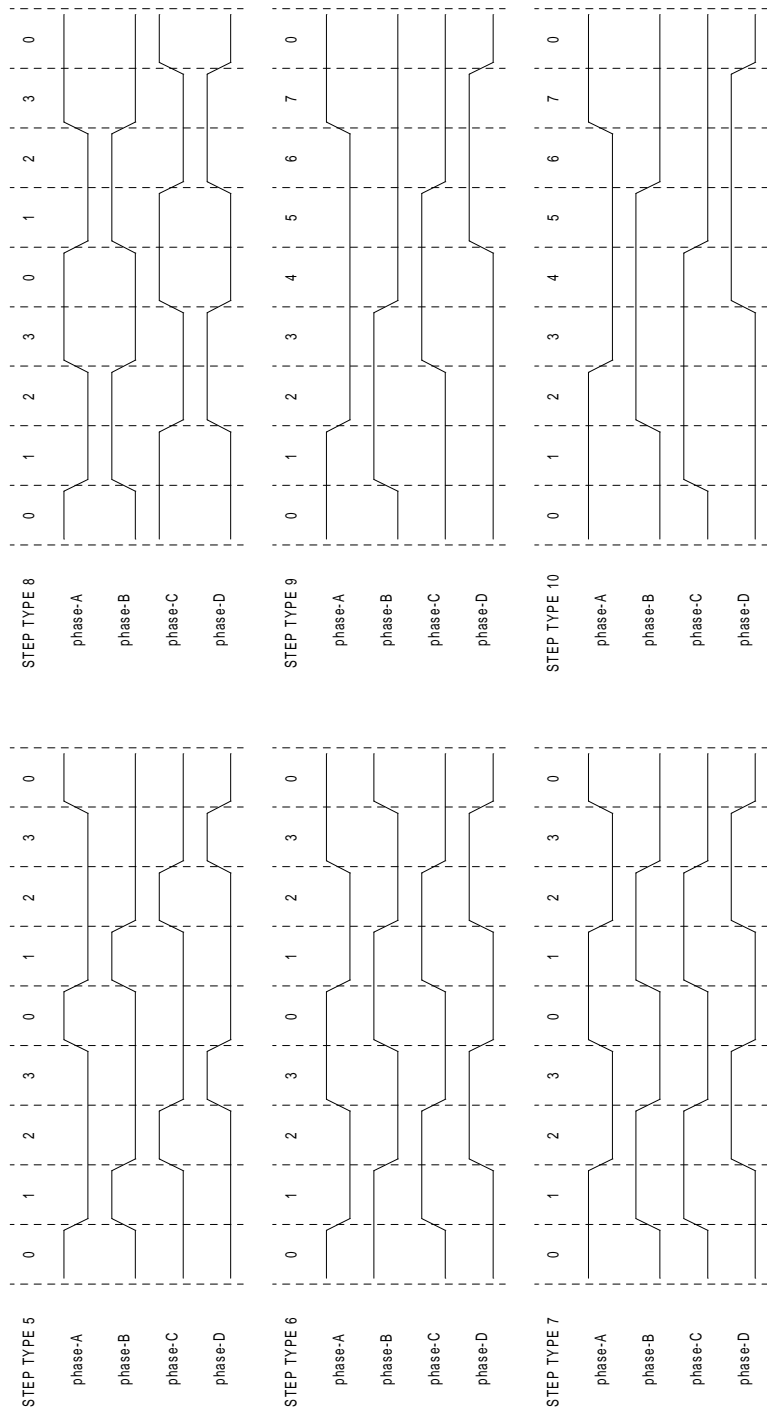 STEP TYPE 5
0 1 2 3 0 1 2 3 0
phase-A
phase-B
phase-C
phase-D
STEP TYPE 6
0 1 2 3 0 1 2 3 0
phase-A
phase-B
phase-C
phase-D
STEP TYPE 7
0 1 2 3 0 1 2 3 0
phase-A
phase-B
phase-C
phase-D
STEP TYPE 8
0 1 2 3 0 1 2 3 0
phase-A
phase-B
phase-C
phase-D
STEP TYPE 9
0 1 2 3 4 5 6 7 0
phase-A
phase-B
phase-C
phase-D
STEP TYPE 10
0 1 2 3 4 5 6 7 0
phase-A
phase-B
phase-C
phase-D